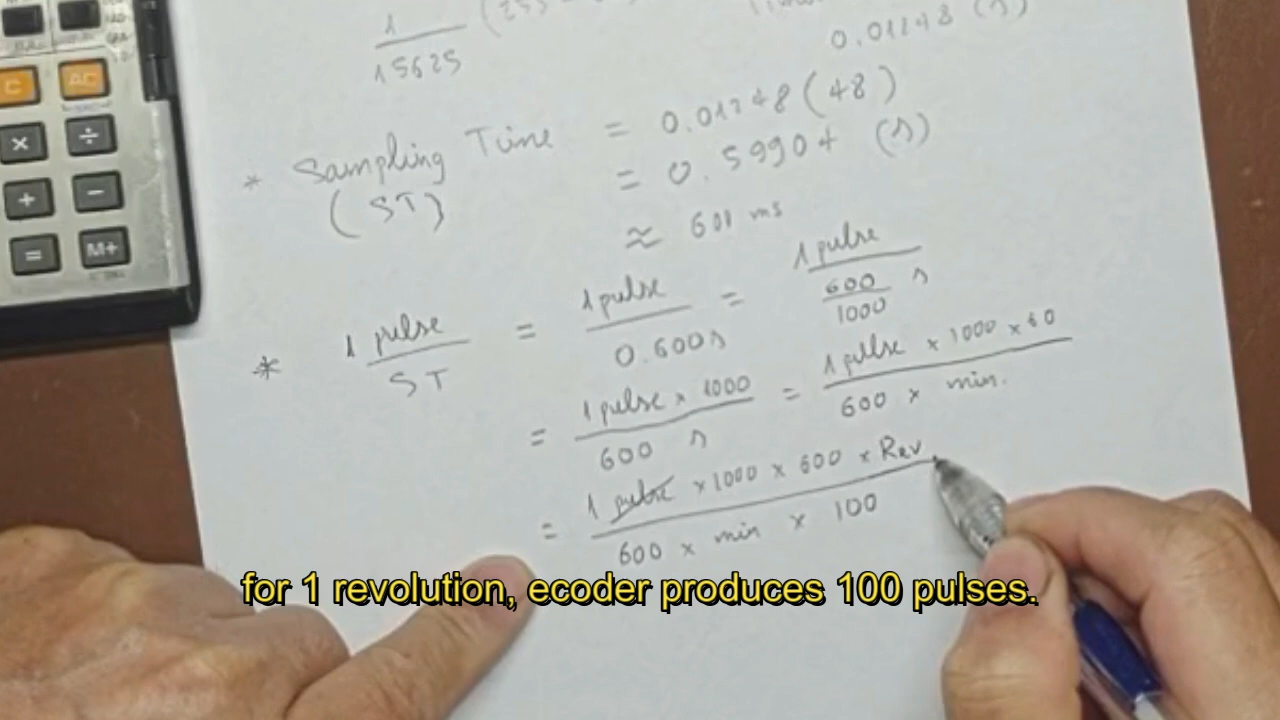 1
15625
0.01248 (s)
* Sampling Time = 0.01248 (48)
(ST) = 0.59904 (s)
≈ 600 ms
* 1 pulse / ST = 1 pulse / 0.600 s = 1 pulse / 600/1000 s
= 1 pulse × 1000 / 600 s = 1 pulse × 1000 × 60 / 600 × min.
= 1 pulse × 1000 × 600 × Rev / 600 × min × 100
for 1 revolution, ecoder produces 100 pulses.
C AC
× ÷
+ −
= M+